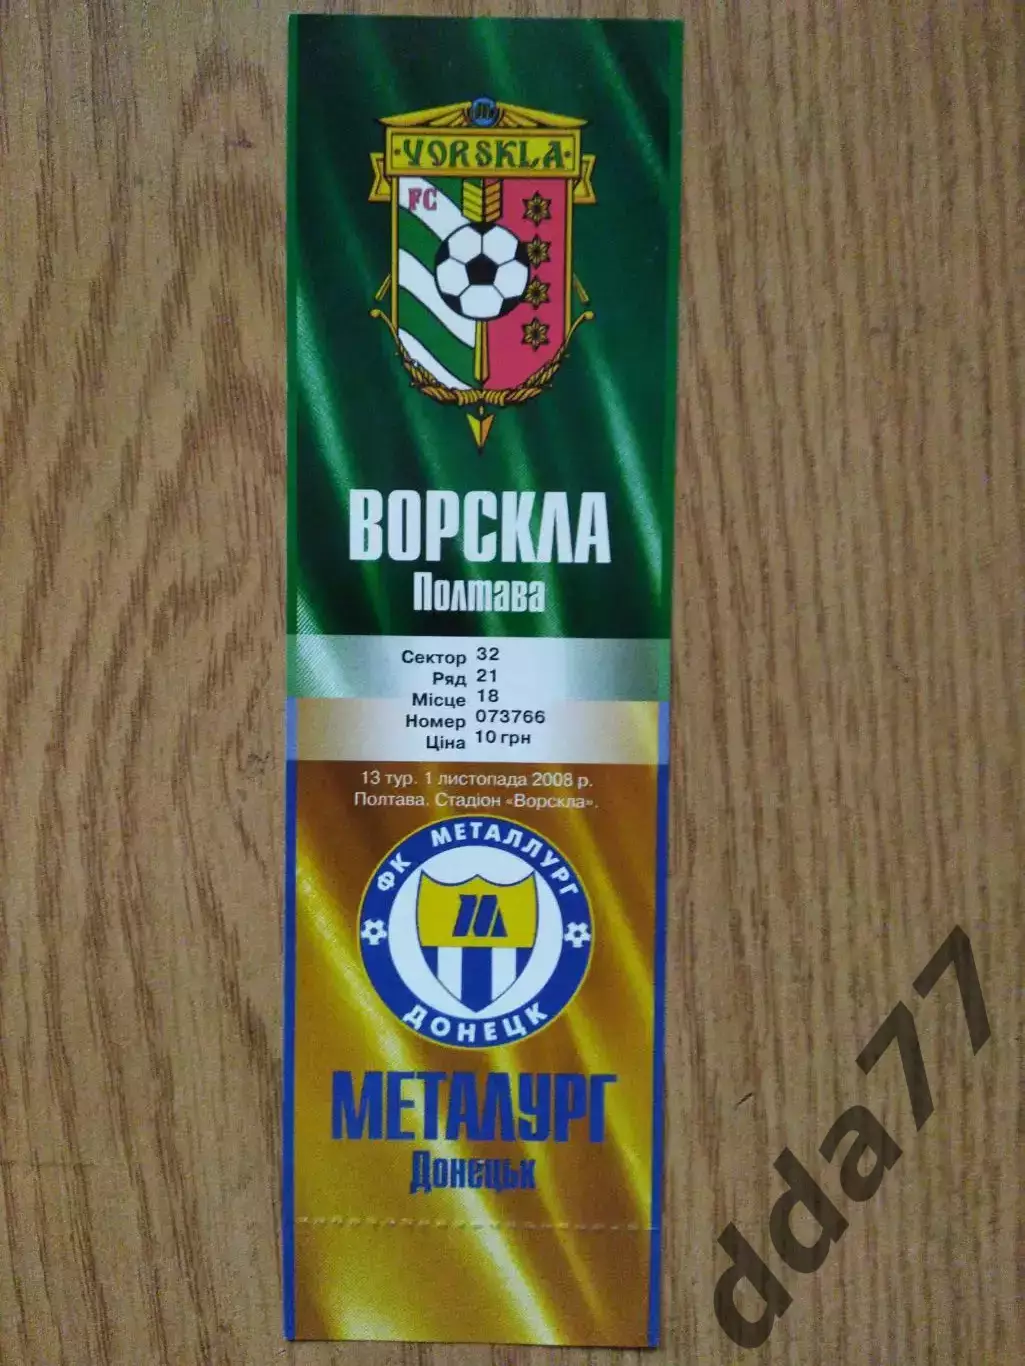 VORSKLA
FC
ВОРСКЛА
Полтава
Сектор 32
Ряд 21
Місце 18
Номер 073766
Ціна 10 грн
13 тур. 1 листопада 2008 р.
Полтава. Стадіон «Ворскла».
ФК МЕТАЛЛУРГ
ДОНЕЦК
МЕТАЛУРГ
Донецьк
dda77